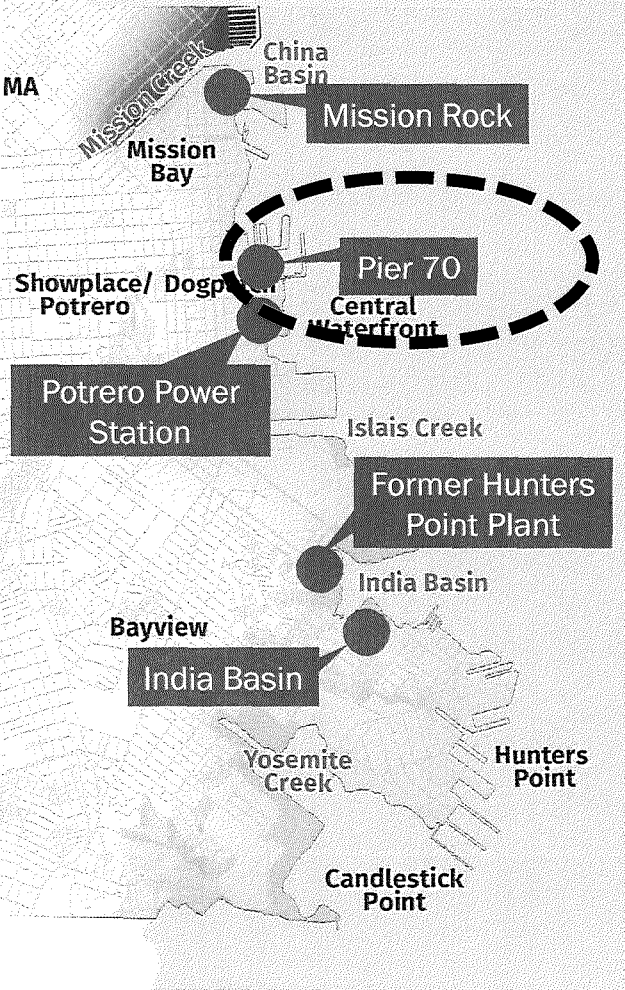 China
Basin
MA
Mission Creek
Mission Rock
Mission
Bay
Pier 70
Showplace/ Dogpatch
Potrero
Central
Waterfront
Potrero Power
Station
Islais Creek
Former Hunters
Point Plant
India Basin
Bayview
India Basin
Yosemite
Creek
Hunters
Point
Candlestick
Point